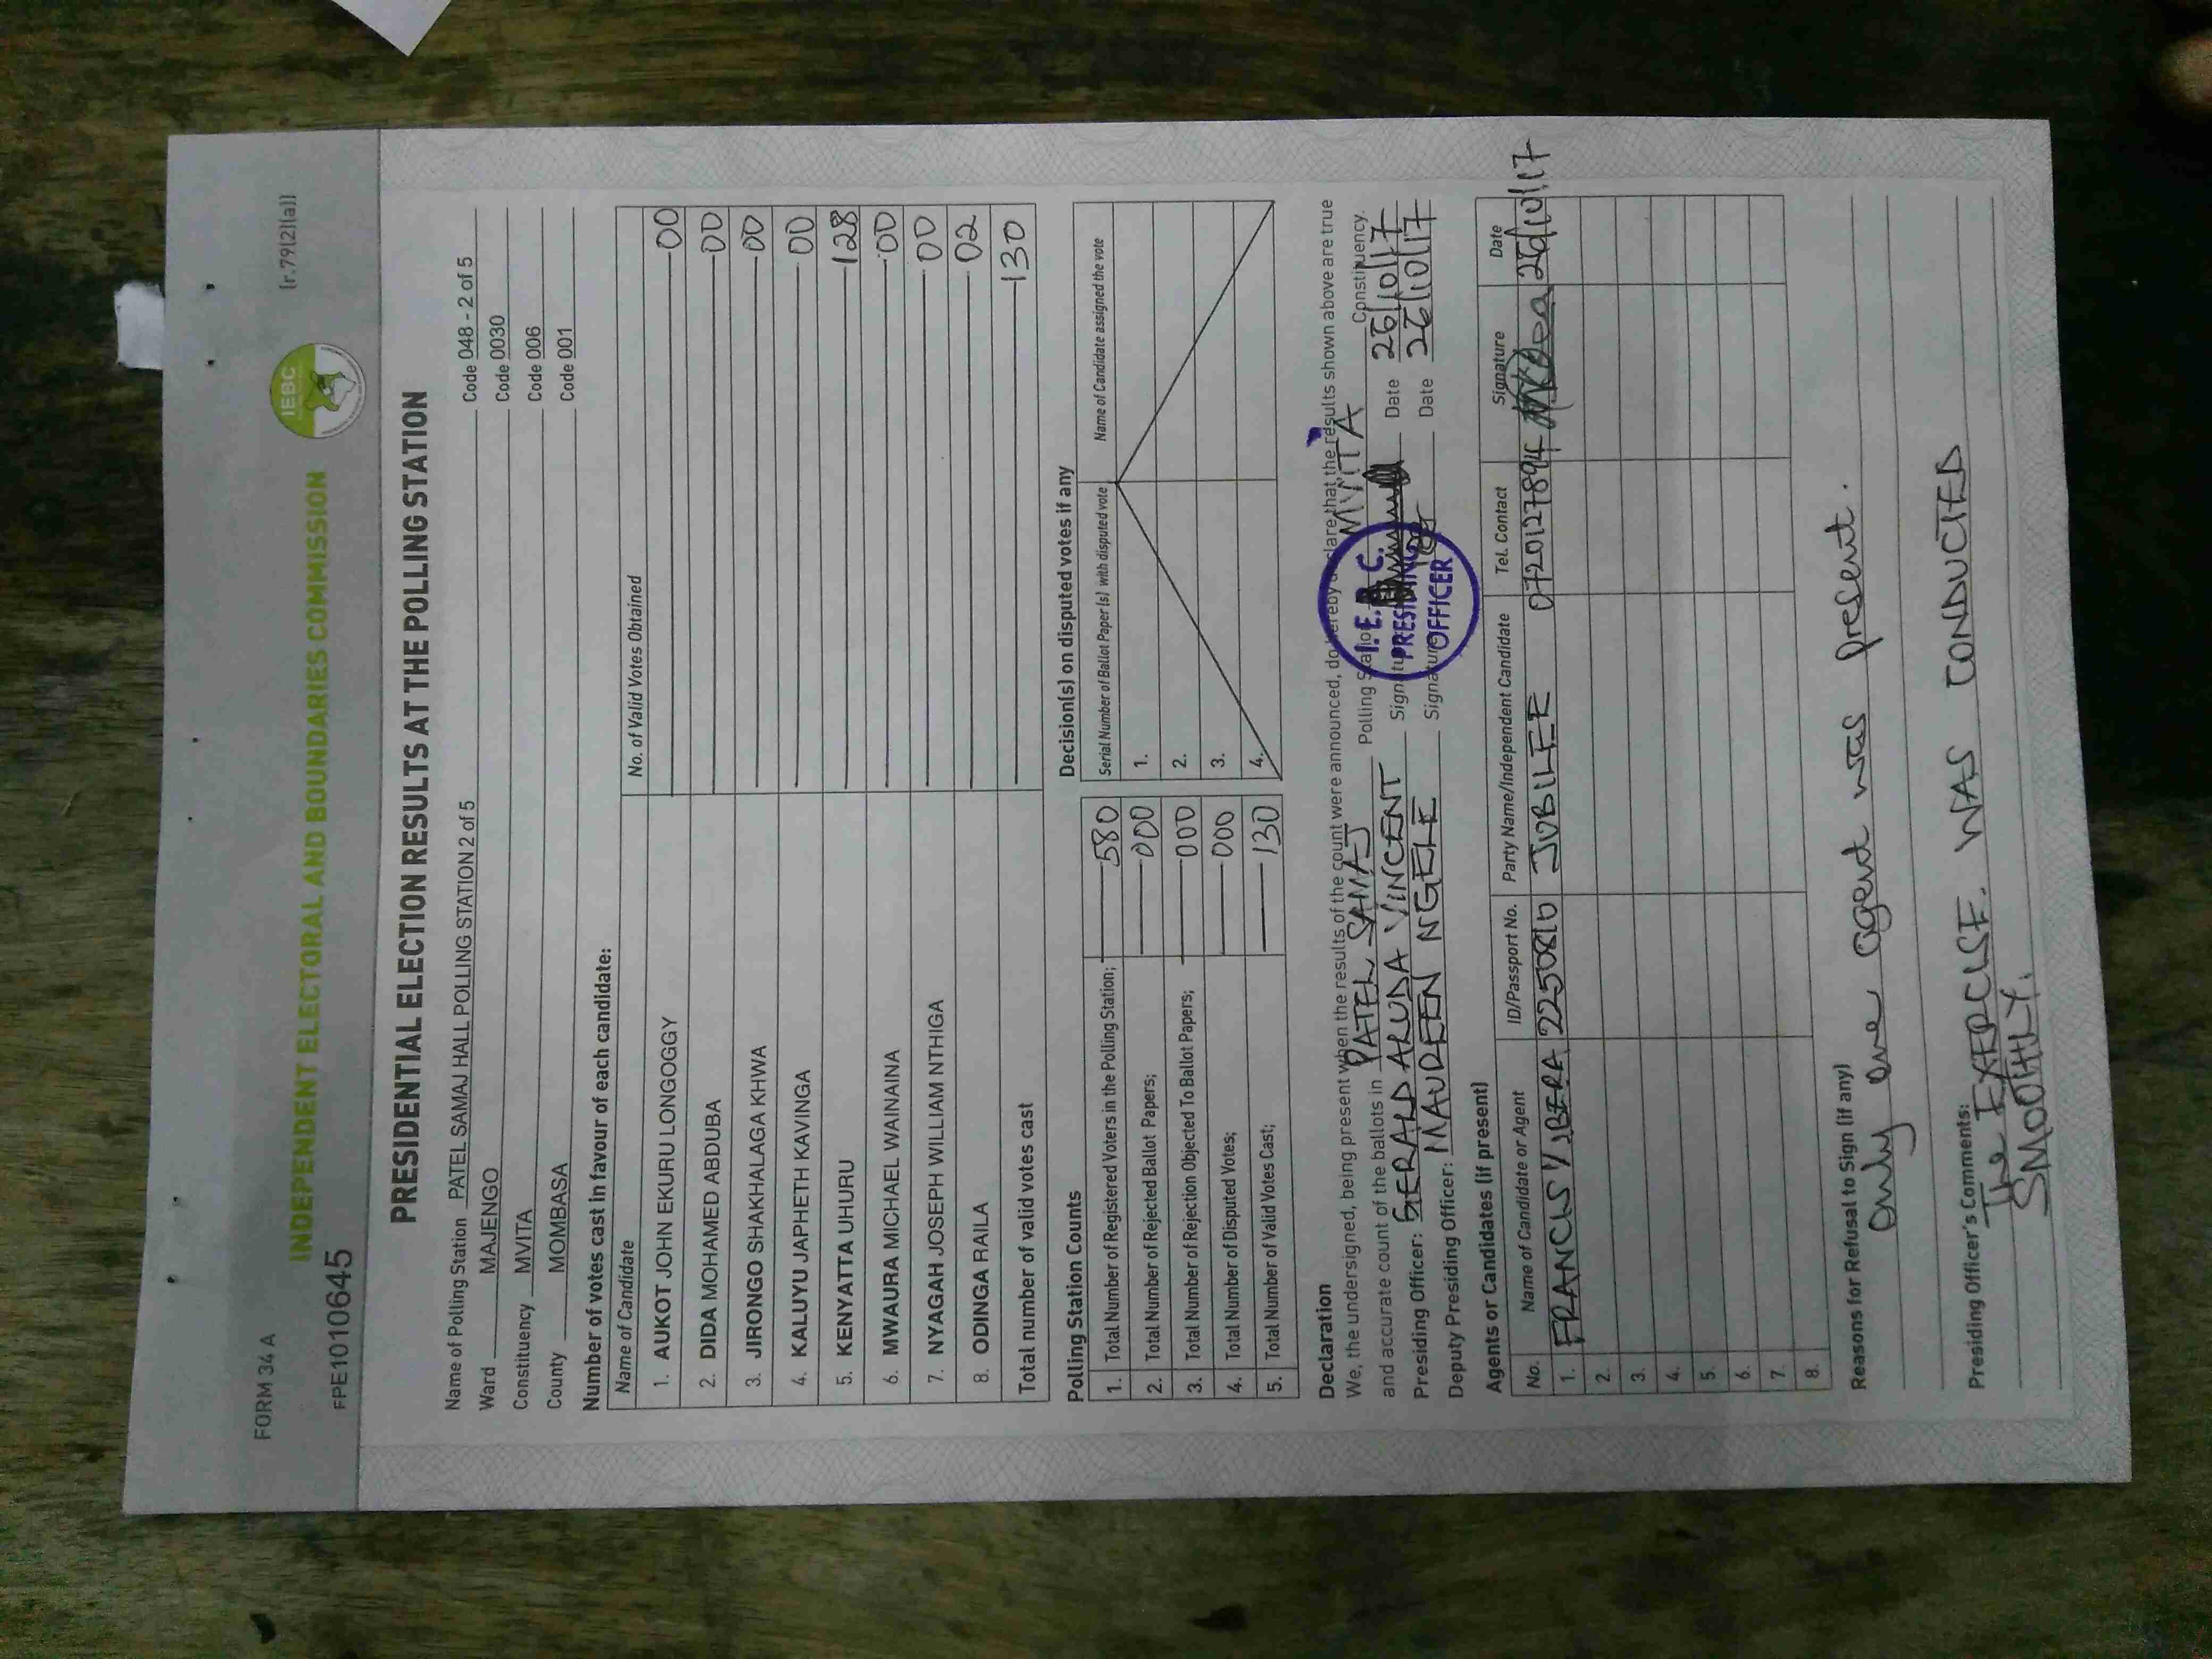 FORM 34 A
(r.79(2)(a))
INDEPENDENT ELECTORAL AND BOUNDARIES COMMISSION
IEBC
FPE1010645
PRESIDENTIAL ELECTION RESULTS AT THE POLLING STATION
Name of Polling Station PATEL SAMAJ HALL POLLING STATION 2 of 5 Code 048 - 2 of 5
Ward MAJENGO Code 0030
Constituency MVITA Code 006
County MOMBASA Code 001
Number of votes cast in favour of each candidate:
Name of Candidate No. of Valid Votes Obtained
1. AUKOT JOHN EKURU LONGOGGY 00
2. DIDA MOHAMED ABDUBA 00
3. JIRONGO SHAKHALAGA KHWA 00
4. KALUYU JAPHETH KAVINGA 00
5. KENYATTA UHURU 128
6. MWAURA MICHAEL WAINAINA 00
7. NYAGAH JOSEPH WILLIAM NTHIGA 00
8. ODINGA RAILA 02
Total number of valid votes cast 130
Polling Station Counts
1. Total Number of Registered Voters in the Polling Station; 580
2. Total Number of Rejected Ballot Papers; 000
3. Total Number of Rejection Objected To Ballot Papers; 000
4. Total Number of Disputed Votes; 000
5. Total Number of Valid Votes Cast; 130
Decision(s) on disputed votes if any
Serial Number of Ballot Paper(s) with disputed vote Name of Candidate assigned the vote
1.
2.
3.
4.
Declaration
We, the undersigned, being present when the results of the count were announced, do hereby declare that the results shown above are true
and accurate count of the ballots in PATEL SAMAJ Polling Station MVITA Constituency.
Presiding Officer: GERALD ARUDA VINCENT Signature Date 26/10/17
Deputy Presiding Officer: MAUREEN NGELE Signature Date 26/10/17
I.E.B.C.
PRESIDING
OFFICER
Agents or Candidates (if present)
No. Name of Candidate or Agent ID/Passport No. Party Name/Independent Candidate Tel. Contact Signature Date
1. FRANCIS JUBILEE 0720127894 26/10/17
2.
3.
4.
5.
6.
7.
8.
Reasons for Refusal to Sign (if any)
Only one agent was present.
Presiding Officer's Comments:
The EXERCISE. WAS CONDUCTED
SMOOTHLY.